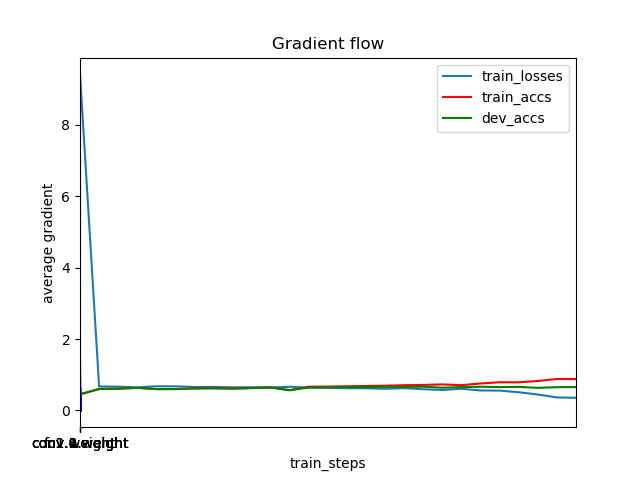 Gradient flow
train_losses
train_accs
dev_accs
8
6
4
2
0
average gradient
train_steps